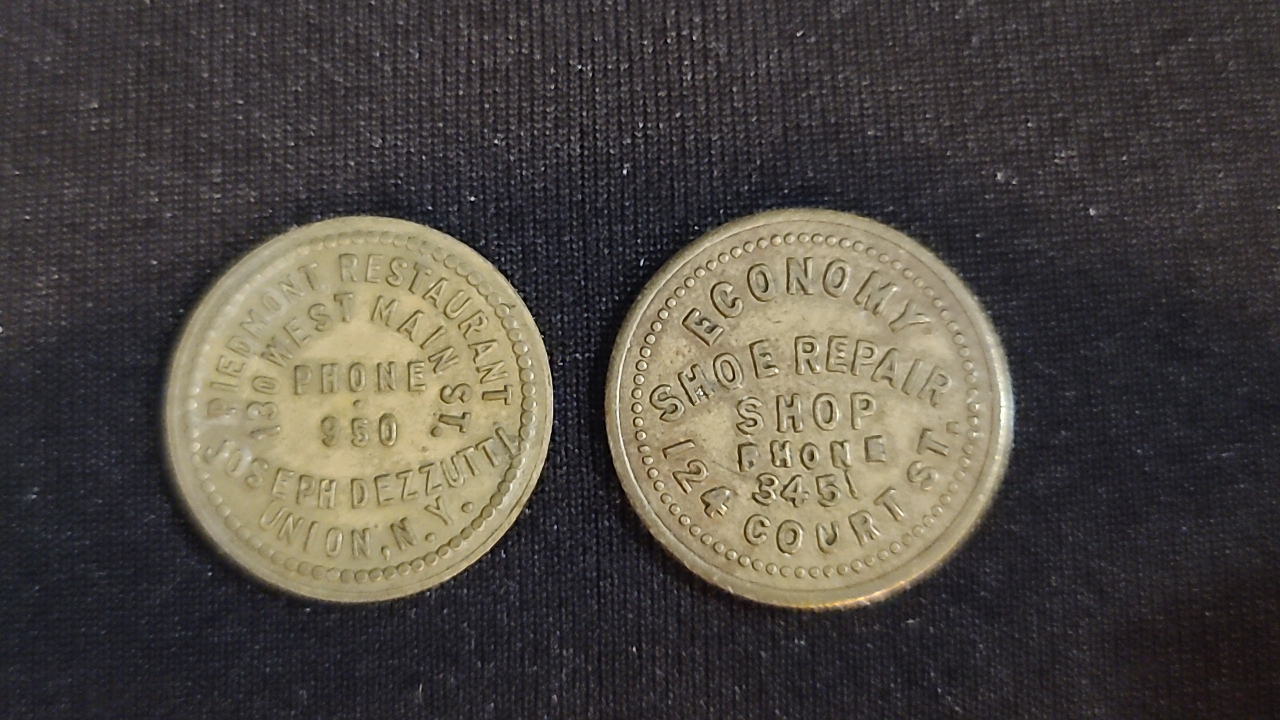 PIEDMONT RESTAURANT
130 WEST MAIN ST.
PHONE
950
JOSEPH DEZZUTTI
UNION, N. Y.
ECONOMY
SHOE REPAIR
SHOP
PHONE
3451
124 COURT ST.